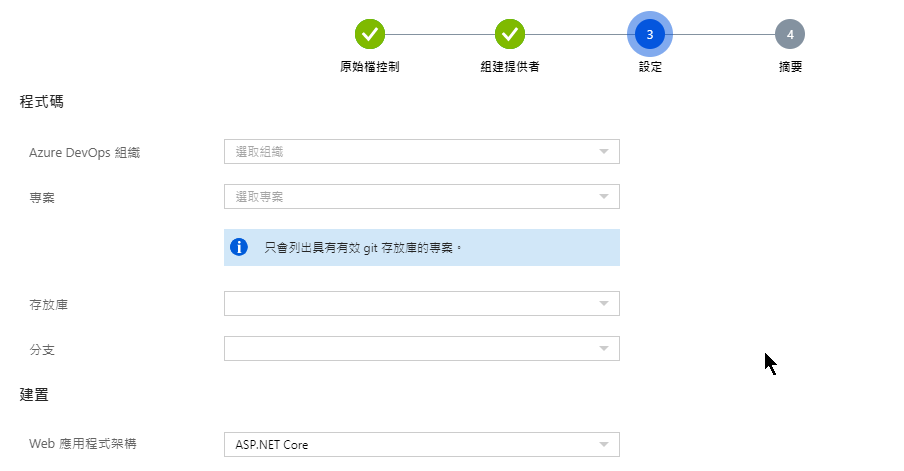 3
4
原始檔控制
組建提供者
設定
摘要
程式碼
Azure DevOps 組織
選取組織
專案
選取專案
只會列出具有有效 git 存放庫的專案。
存放庫
分支
建置
Web 應用程式架構
ASP.NET Core